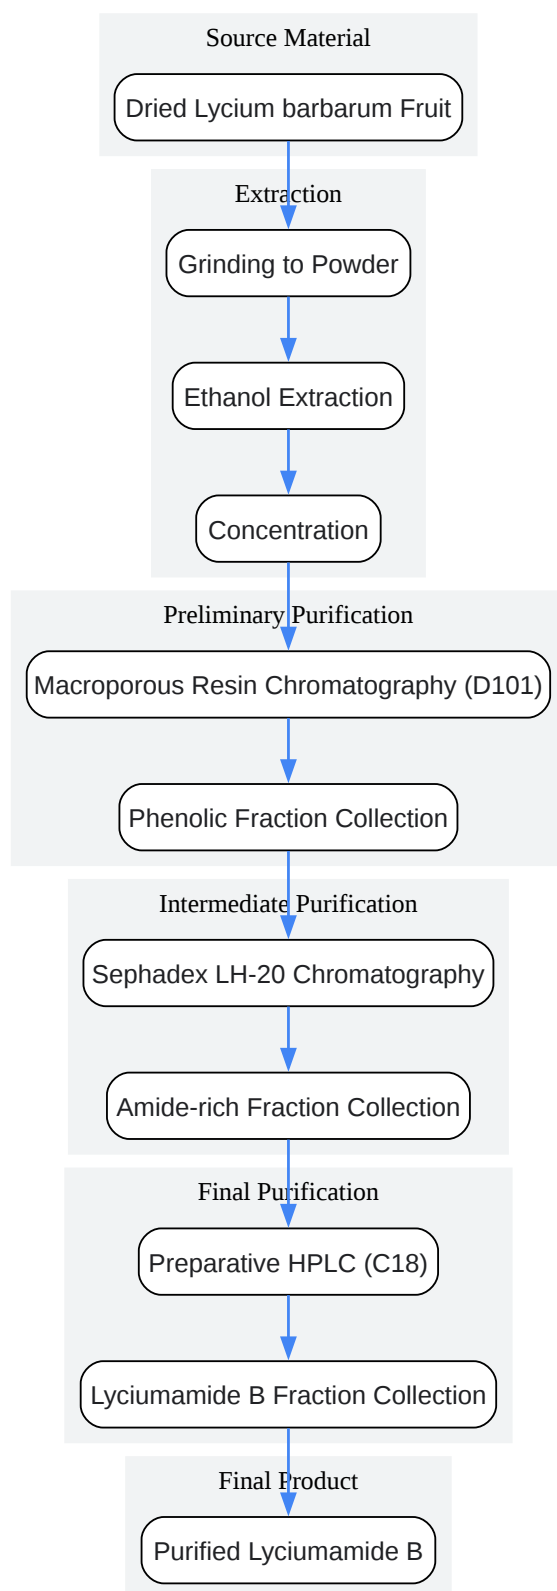 Source Material
Dried Lycium barbarum Fruit
Extraction
Grinding to Powder
Ethanol Extraction
Concentration
Preliminary Purification
Macroporous Resin Chromatography (D101)
Phenolic Fraction Collection
Intermediate Purification
Sephadex LH-20 Chromatography
Amide-rich Fraction Collection
Final Purification
Preparative HPLC (C18)
Lyciumamide B Fraction Collection
Final Product
Purified Lyciumamide B